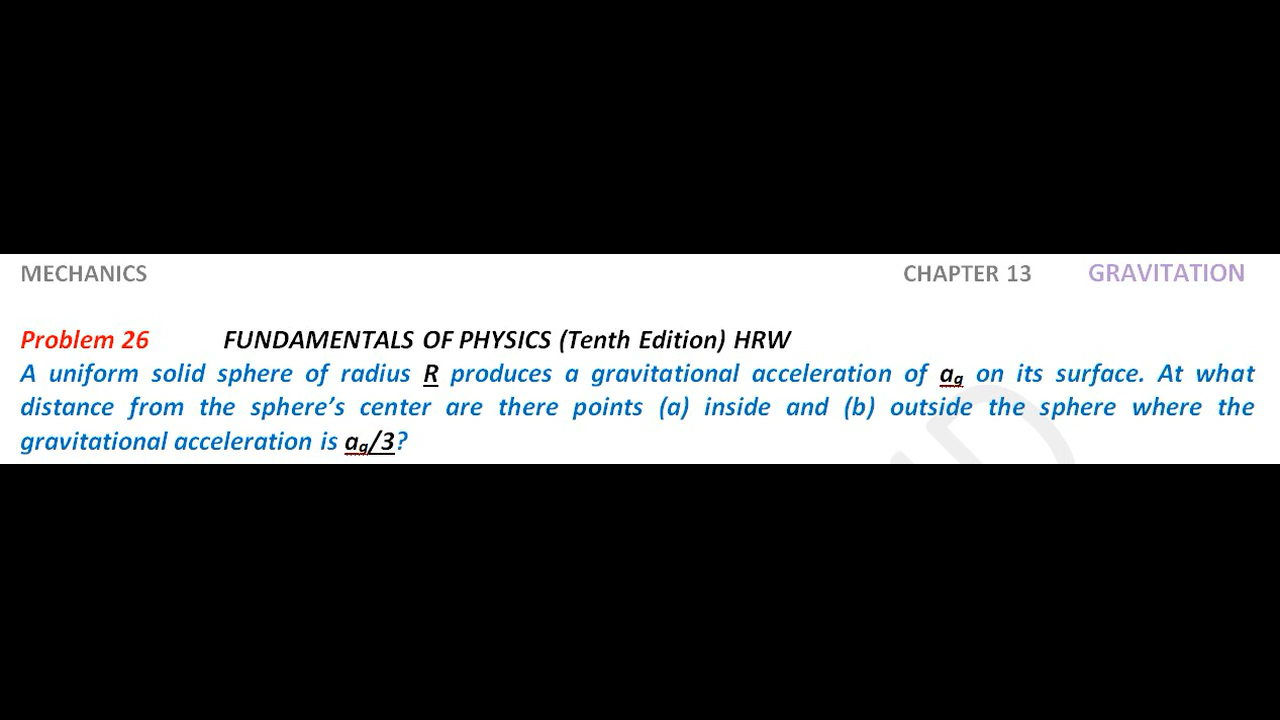 MECHANICS CHAPTER 13 GRAVITATION
Problem 26 FUNDAMENTALS OF PHYSICS (Tenth Edition) HRW
A uniform solid sphere of radius R produces a gravitational acceleration of ag on its surface. At what
distance from the sphere’s center are there points (a) inside and (b) outside the sphere where the
gravitational acceleration is ag/3?